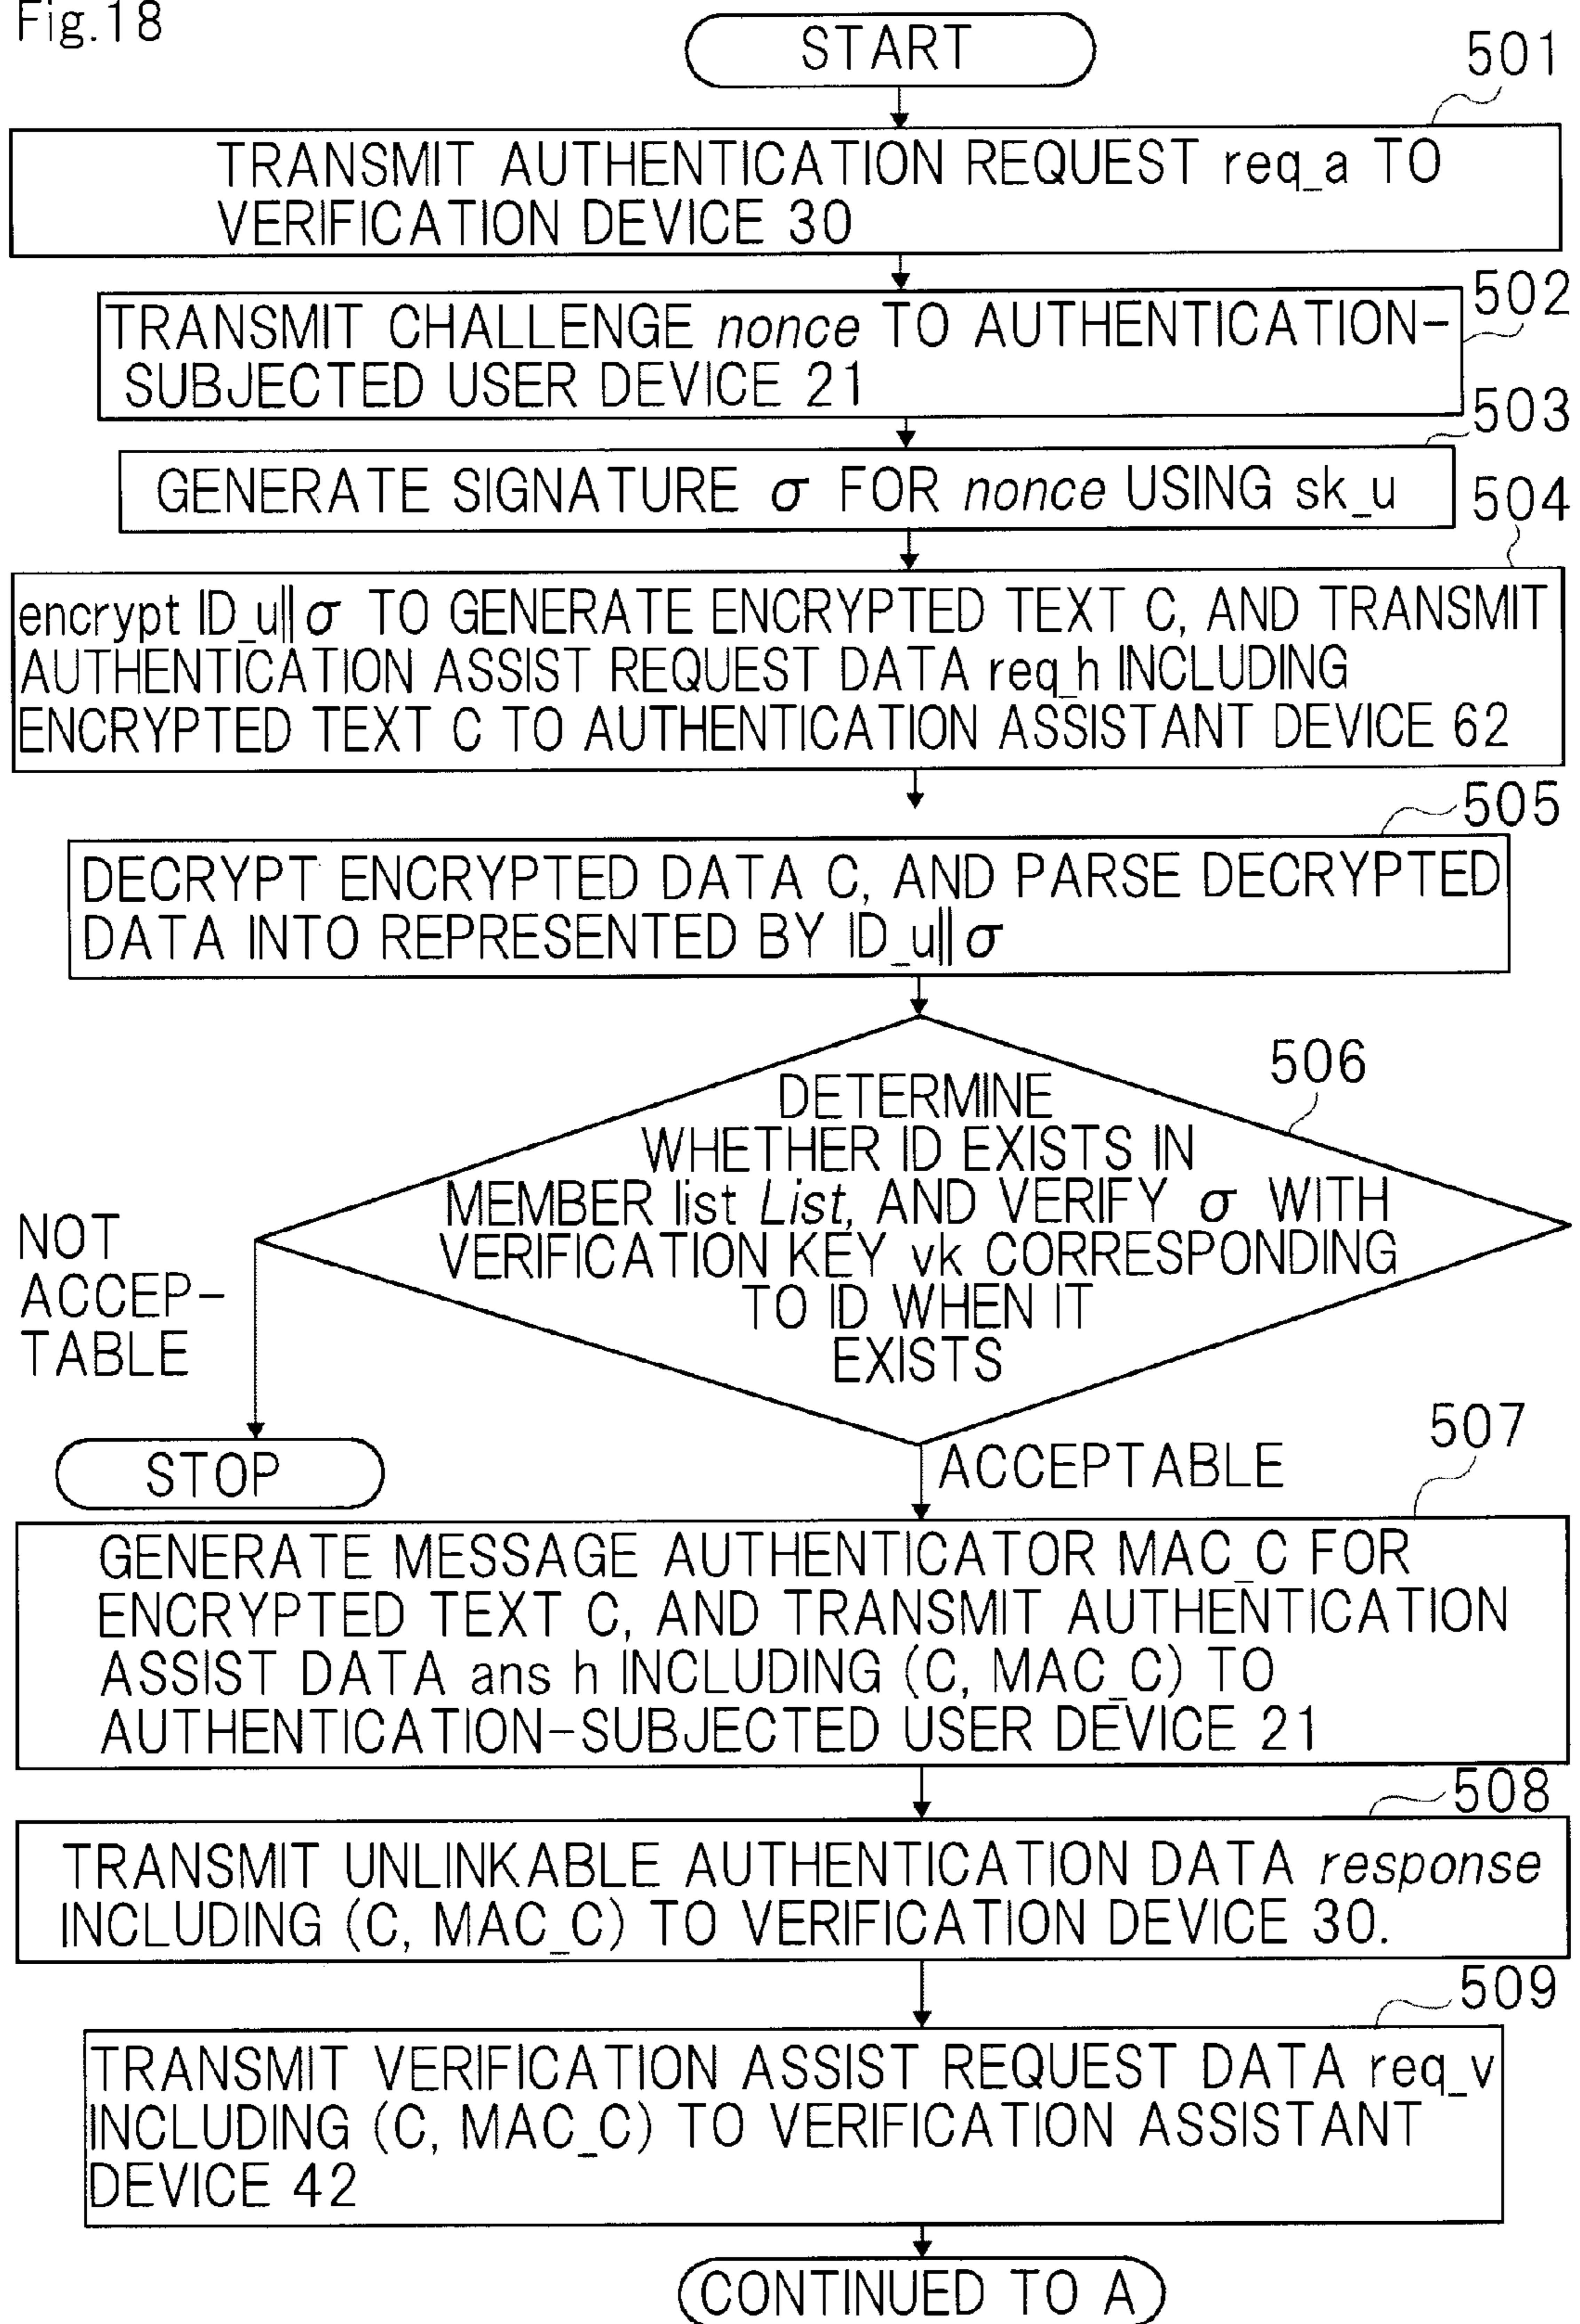 Fig.18
START
501
TRANSMIT AUTHENTICATION REQUEST req_a TO
VERIFICATION DEVICE 30
502
TRANSMIT CHALLENGE nonce TO AUTHENTICATION-
SUBJECTED USER DEVICE 21
503
GENERATE SIGNATURE σ FOR nonce USING sk_u
504
encrypt ID_u||σ TO GENERATE ENCRYPTED TEXT C, AND TRANSMIT
AUTHENTICATION ASSIST REQUEST DATA req_h INCLUDING
ENCRYPTED TEXT C TO AUTHENTICATION ASSISTANT DEVICE 62
505
DECRYPT ENCRYPTED DATA C, AND PARSE DECRYPTED
DATA INTO REPRESENTED BY ID_u||σ
506
DETERMINE
WHETHER ID EXISTS IN
MEMBER list List, AND VERIFY σ WITH
VERIFICATION KEY vk CORRESPONDING
TO ID WHEN IT
EXISTS
NOT
ACCEP-
TABLE
STOP
ACCEPTABLE
507
GENERATE MESSAGE AUTHENTICATOR MAC_C FOR
ENCRYPTED TEXT C, AND TRANSMIT AUTHENTICATION
ASSIST DATA ans h INCLUDING (C, MAC_C) TO
AUTHENTICATION-SUBJECTED USER DEVICE 21
508
TRANSMIT UNLINKABLE AUTHENTICATION DATA response
INCLUDING (C, MAC_C) TO VERIFICATION DEVICE 30.
509
TRANSMIT VERIFICATION ASSIST REQUEST DATA req_v
INCLUDING (C, MAC_C) TO VERIFICATION ASSISTANT
DEVICE 42
CONTINUED TO A